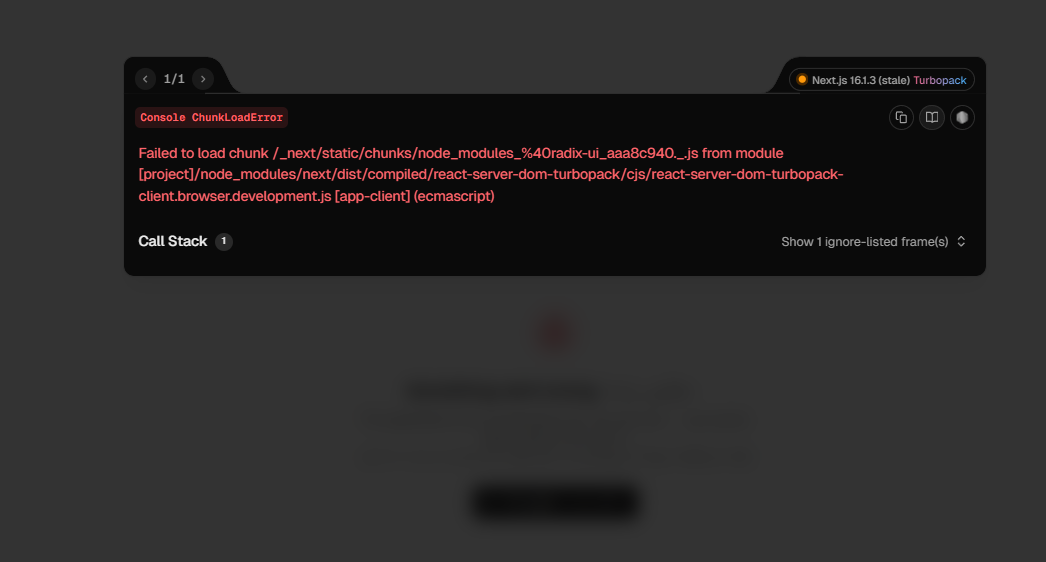 1/1
Next.js 16.1.3 (stale) Turbopack
Console ChunkLoadError
Failed to load chunk /_next/static/chunks/node_modules_%40radix-ui_aaa8c940._.js from module
[project]/node_modules/next/dist/compiled/react-server-dom-turbopack/cjs/react-server-dom-turbopack-
client.browser.development.js [app-client] (ecmascript)
Call Stack 1
Show 1 ignore-listed frame(s)